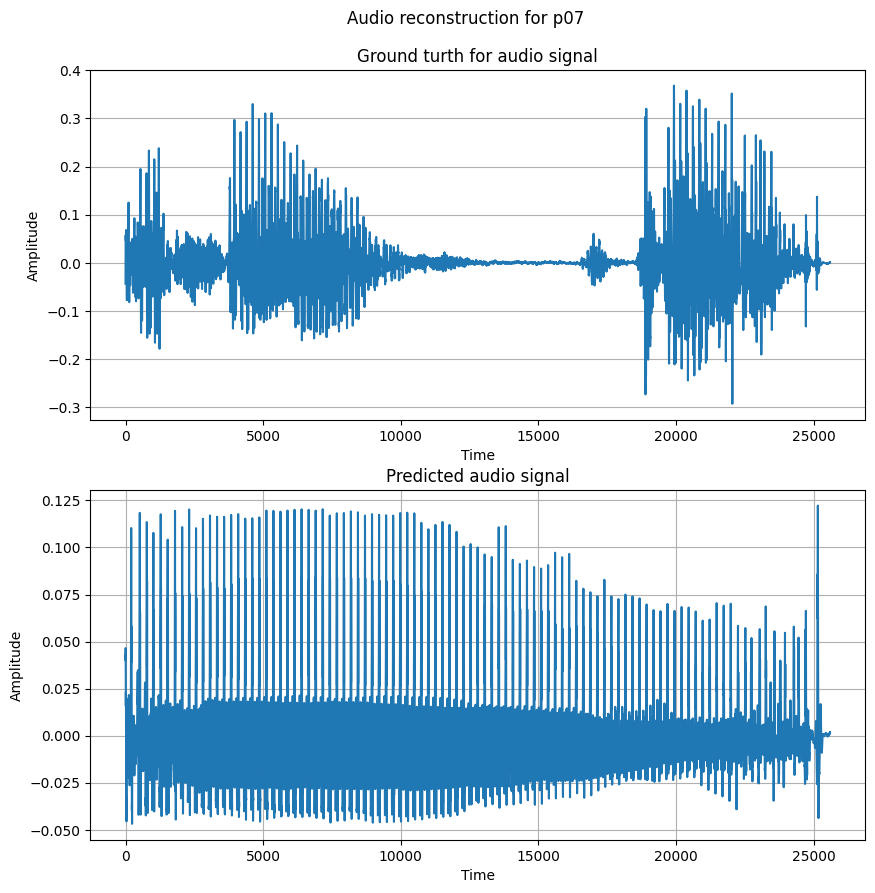 Audio reconstruction for p07
Ground turth for audio signal
0.4
0.3
0.2
0.1
0.0
−0.1
−0.2
−0.3
Amplitude
0 5000 10000 15000 20000 25000
Time
Predicted audio signal
0.125
0.100
0.075
0.050
0.025
0.000
−0.025
−0.050
Amplitude
0 5000 10000 15000 20000 25000
Time